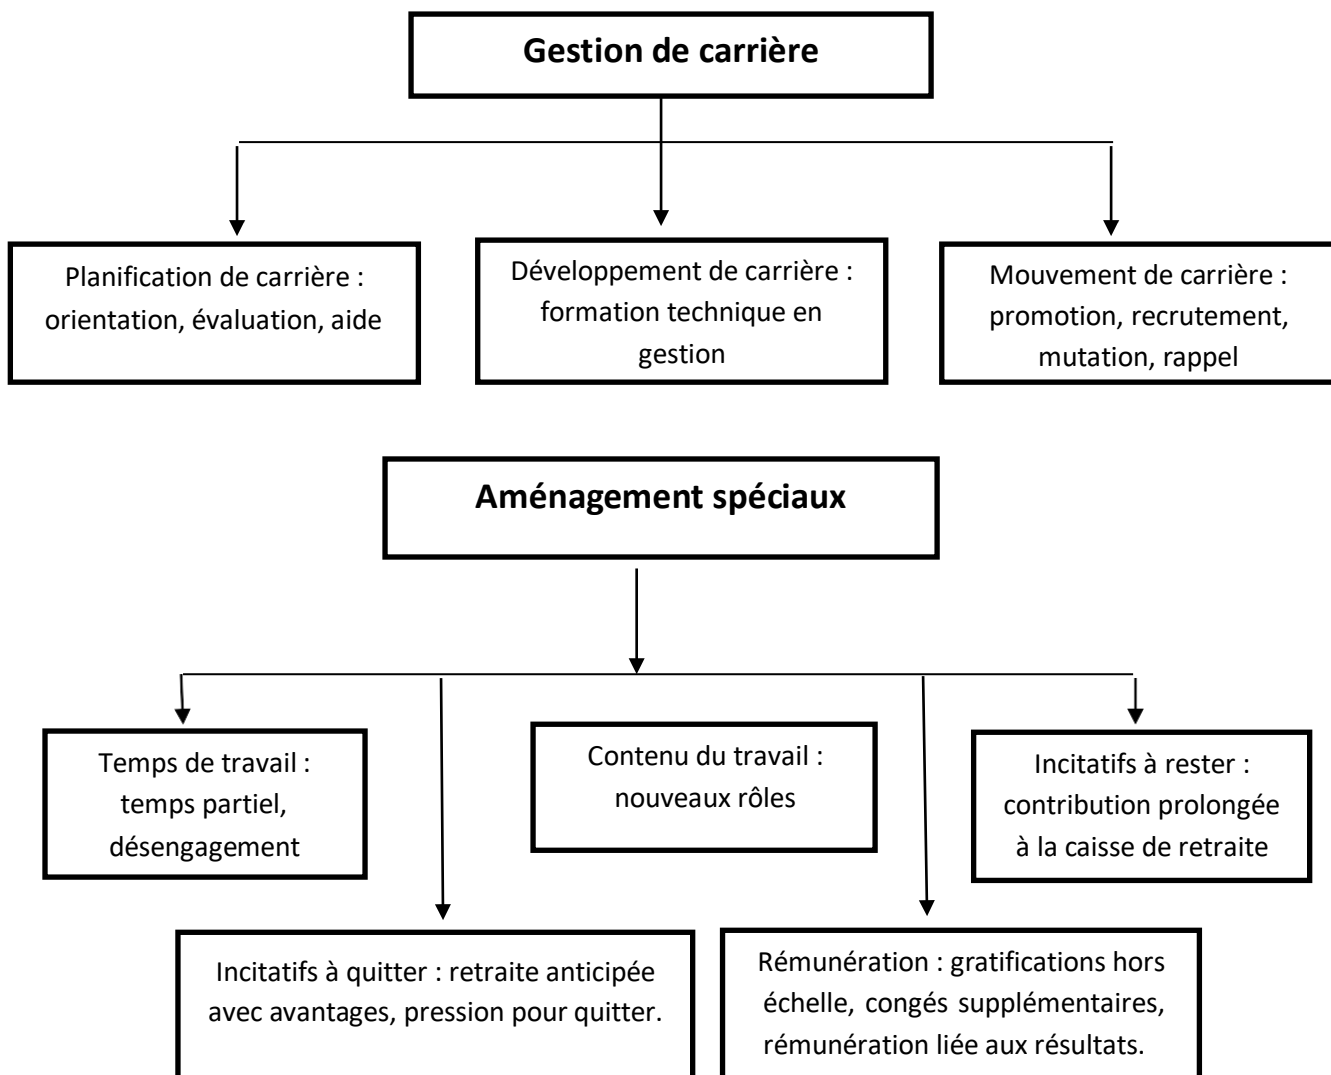 Gestion de carrière
Planification de carrière :
orientation, évaluation, aide
Développement de carrière :
formation technique en
gestion
Mouvement de carrière :
promotion, recrutement,
mutation, rappel
Aménagement spéciaux
Temps de travail :
temps partiel,
désengagement
Contenu du travail :
nouveaux rôles
Incitatifs à rester :
contribution prolongée
à la caisse de retraite
Incitatifs à quitter : retraite anticipée
avec avantages, pression pour quitter.
Rémunération : gratifications hors
échelle, congés supplémentaires,
rémunération liée aux résultats.